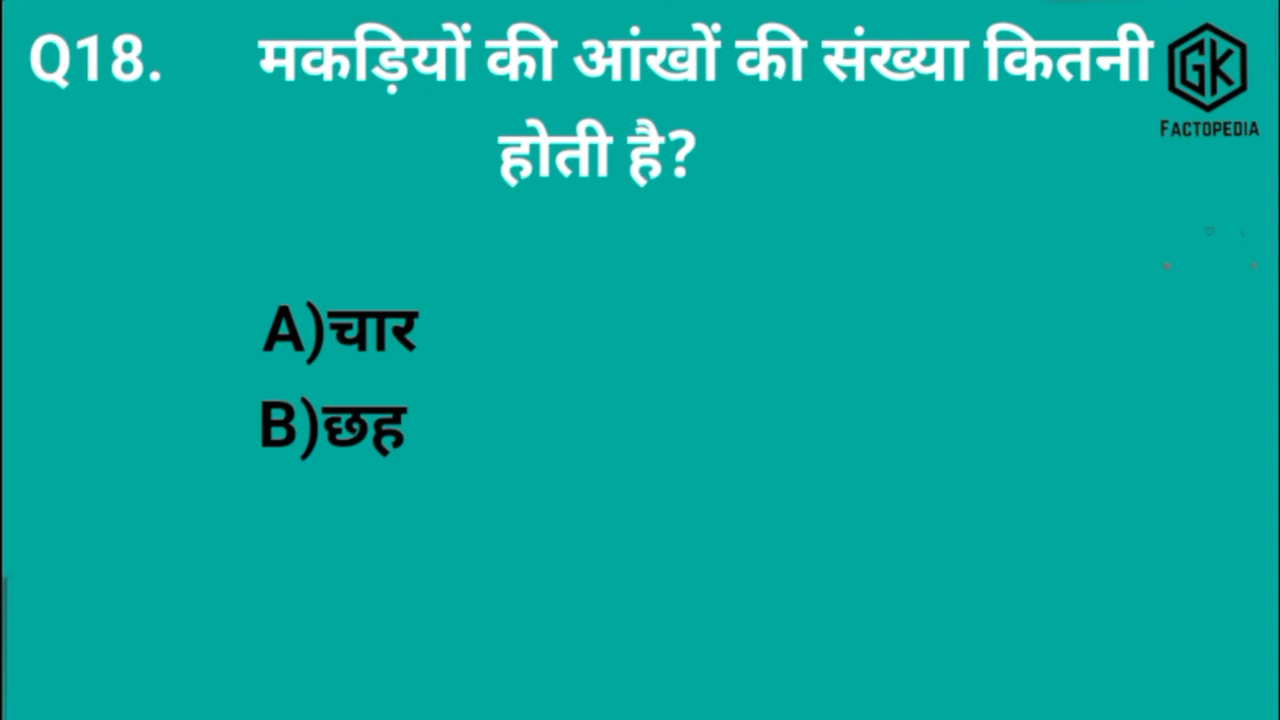 Q18. मकड़ियों की आंखों की संख्या कितनी
होती है?
GK
FACTOPEDIA
A)चार
B)छह